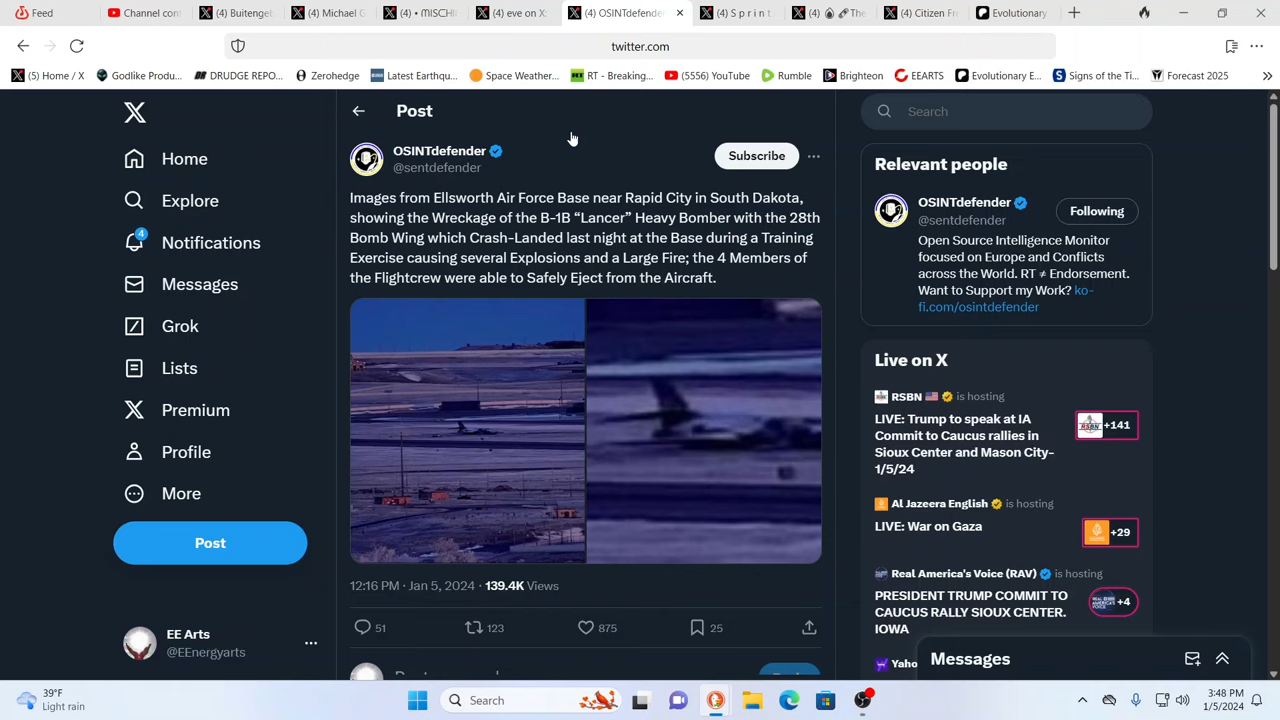 Feed
Channel cont
(4) Buitengeb
(4) Michael G
(4) • MISCHI
(4) eve on X:
(4) OSINTdefender
(4) S p r i n t
(4)
(4) Citizen Fr
Evolutionary
twitter.com
(5) Home / X
Godlike Produ...
DRUDGE REPO...
Zerohedge
Latest Earthqu...
Space Weather...
RT - Breaking...
(5556) YouTube
Rumble
Brighteon
EEARTS
Evolutionary E...
Signs of the Ti...
Forecast 2025
Home
Explore
4
Notifications
Messages
Grok
Lists
Premium
Profile
More
Post
EE Arts
@EEnergyarts
Post
OSINTdefender
@sentdefender
Subscribe
Images from Ellsworth Air Force Base near Rapid City in South Dakota,
showing the Wreckage of the B-1B “Lancer” Heavy Bomber with the 28th
Bomb Wing which Crash-Landed last night at the Base during a Training
Exercise causing several Explosions and a Large Fire; the 4 Members of
the Flightcrew were able to Safely Eject from the Aircraft.
12:16 PM · Jan 5, 2024 · 139.4K Views
51
123
875
25
Search
Relevant people
OSINTdefender
@sentdefender
Following
Open Source Intelligence Monitor
focused on Europe and Conflicts
across the World. RT ≠ Endorsement.
Want to Support my Work? ko-
fi.com/osintdefender
Live on X
RSBN is hosting
LIVE: Trump to speak at IA
Commit to Caucus rallies in
Sioux Center and Mason City-
1/5/24
+141
Al Jazeera English is hosting
LIVE: War on Gaza
+29
Real America's Voice (RAV) is hosting
PRESIDENT TRUMP COMMIT TO
CAUCUS RALLY SIOUX CENTER.
IOWA
+4
Yaho
Messages
39°F
Light rain
Search
3:48 PM
1/5/2024